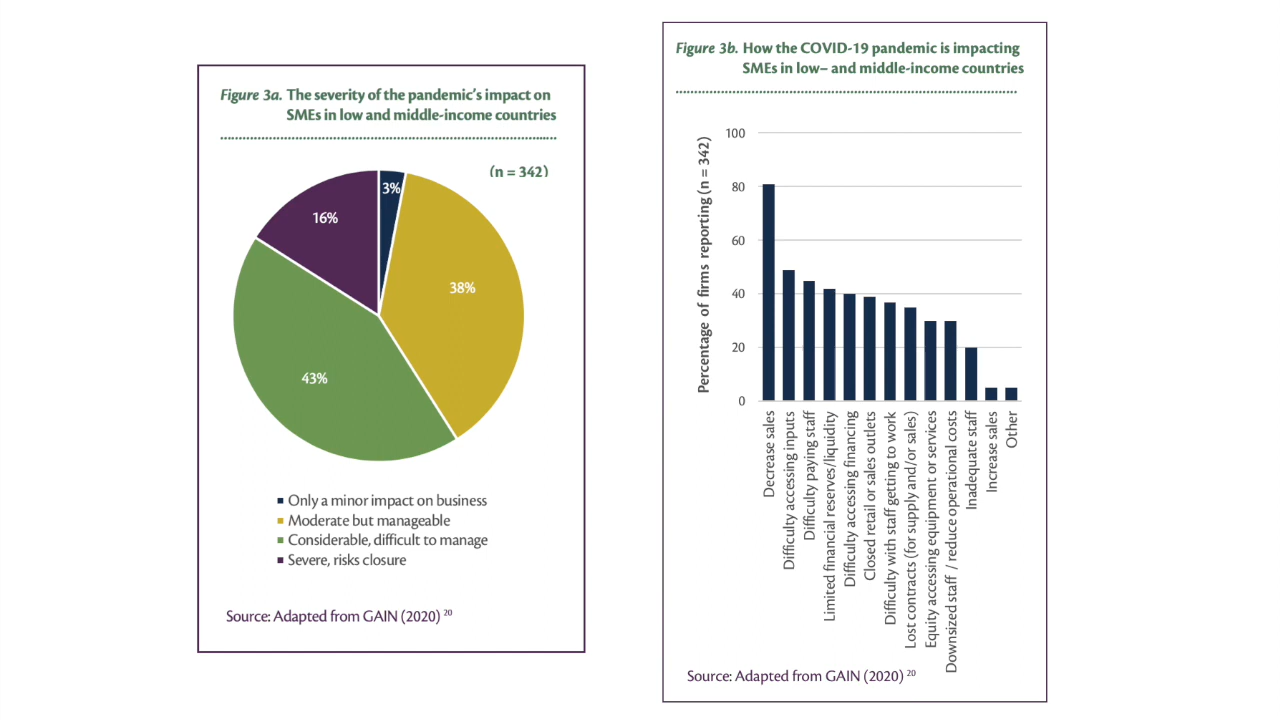 Figure 3a. The severity of the pandemic's impact on
SMEs in low and middle-income countries
(n = 342)
3%
16%
38%
43%
Only a minor impact on business
Moderate but manageable
Considerable, difficult to manage
Severe, risks closure
Source: Adapted from GAIN (2020) 20
Figure 3b. How the COVID-19 pandemic is impacting
SMEs in low– and middle-income countries
Percentage of firms reporting (n = 342)
100
80
60
40
20
0
Decrease sales
Difficulty accessing inputs
Difficulty paying staff
Limited financial reserves/liquidity
Difficulty accessing financing
Closed retail or sales outlets
Difficulty with staff getting to work
Lost contracts (for supply and/or sales)
Equity accessing equipment or services
Downsized staff / reduce operational costs
Inadequate staff
Increase sales
Other
Source: Adapted from GAIN (2020) 20